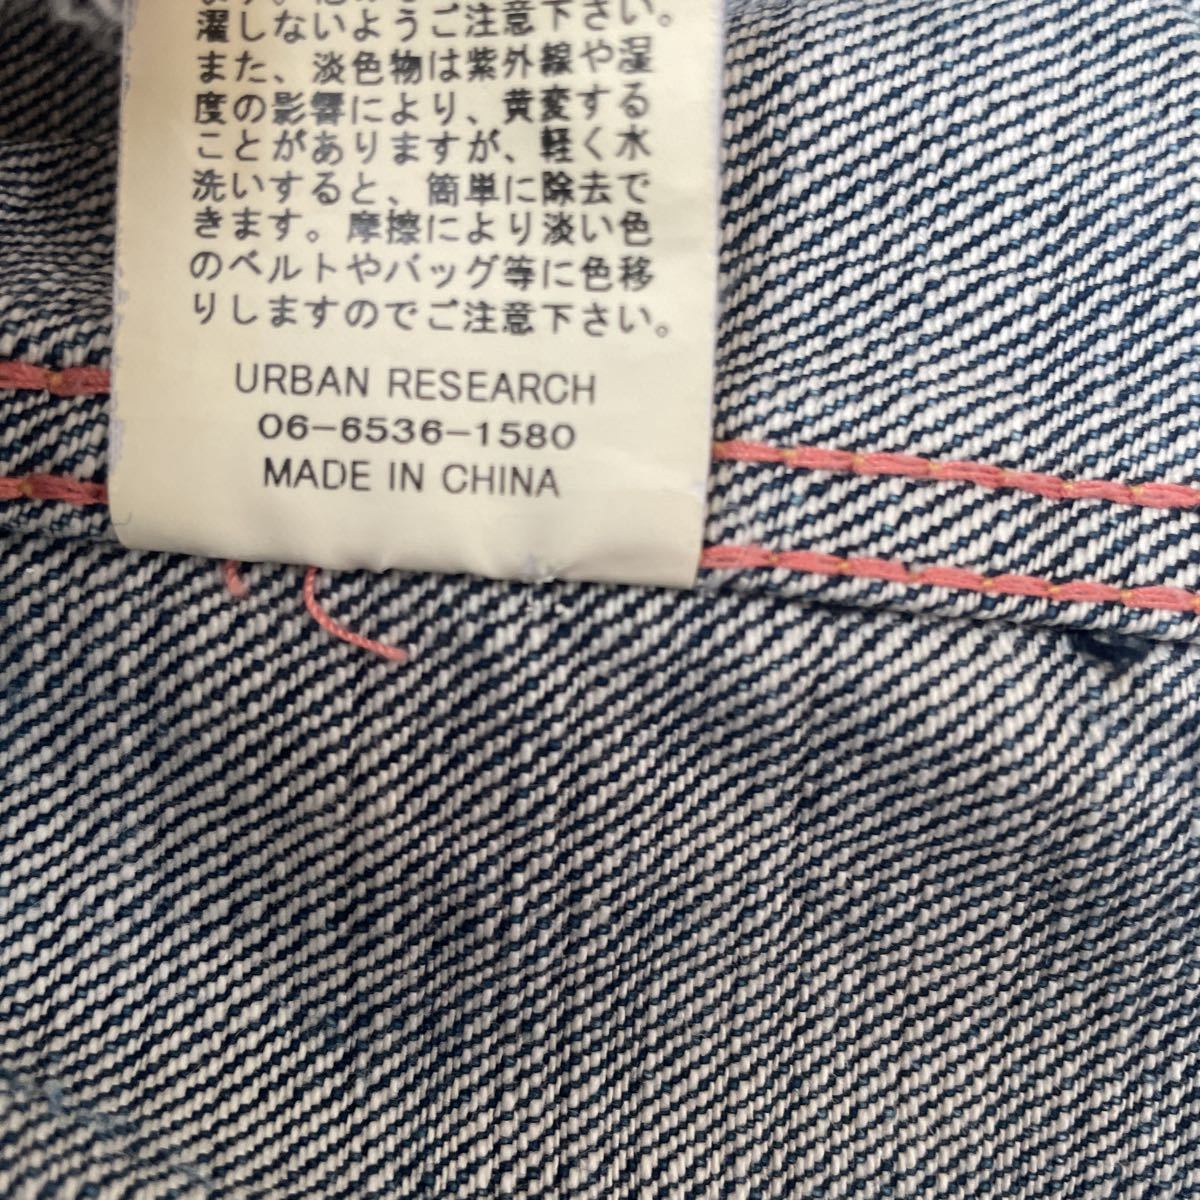 濯しないようご注意下さい。
また、淡色物は紫外線や湿
度の影響により、黄変する
ことがありますが、軽く水
洗いすると、簡単に除去で
きます。摩擦により淡い色
のベルトやバッグ等に色移
りしますのでご注意下さい。
URBAN RESEARCH
06-6536-1580
MADE IN CHINA